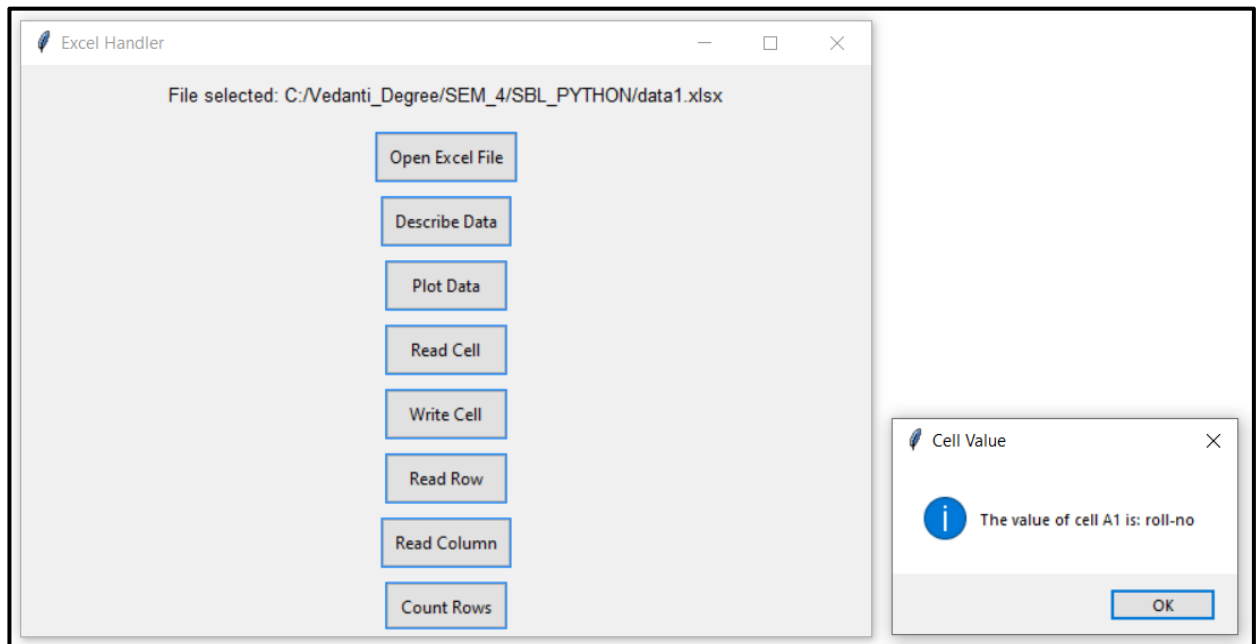 Excel Handler
File selected: C:/Vedanti_Degree/SEM_4/SBL_PYTHON/data1.xlsx
Open Excel File
Describe Data
Plot Data
Read Cell
Write Cell
Read Row
Read Column
Count Rows
Cell Value
The value of cell A1 is: roll-no
OK